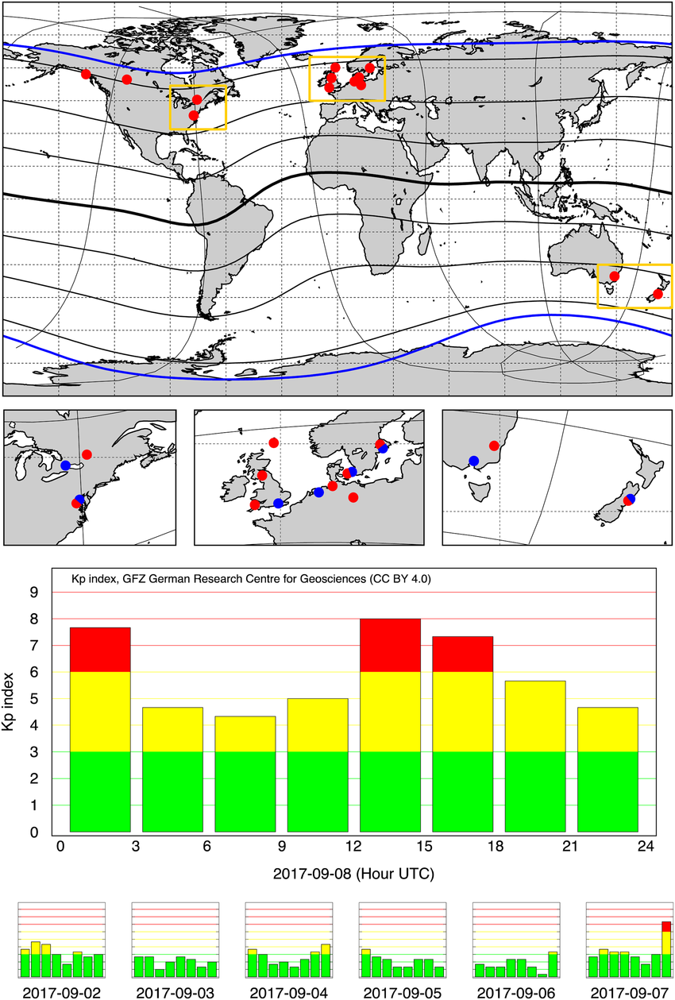 Kp index, GFZ German Research Centre for Geosciences (CC BY 4.0)
9
8
7
6
5
4
3
2
1
0
Kp index
0 3 6 9 12 15 18 21 24
2017-09-08 (Hour UTC)
2017-09-02 2017-09-03 2017-09-04 2017-09-05 2017-09-06 2017-09-07